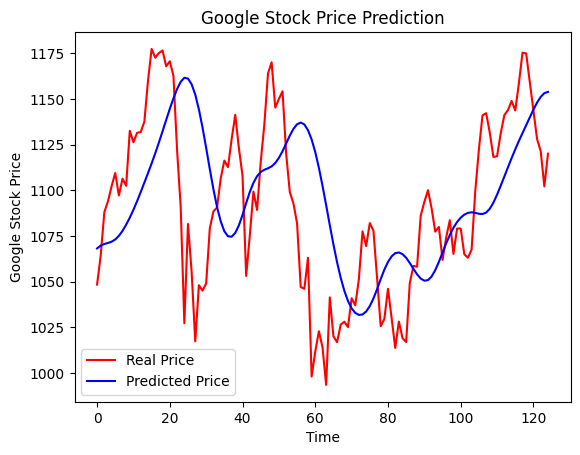 Google Stock Price Prediction
Google Stock Price
1175
1150
1125
1100
1075
1050
1025
1000
Real Price
Predicted Price
0 20 40 60 80 100 120
Time